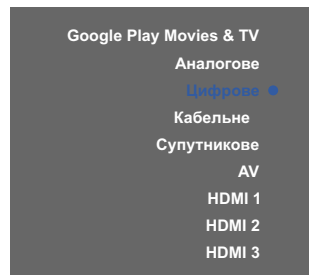 Google Play Movies & TV
Аналогове
Цифрове
Кабельне
Супутникове
AV
HDMI 1
HDMI 2
HDMI 3